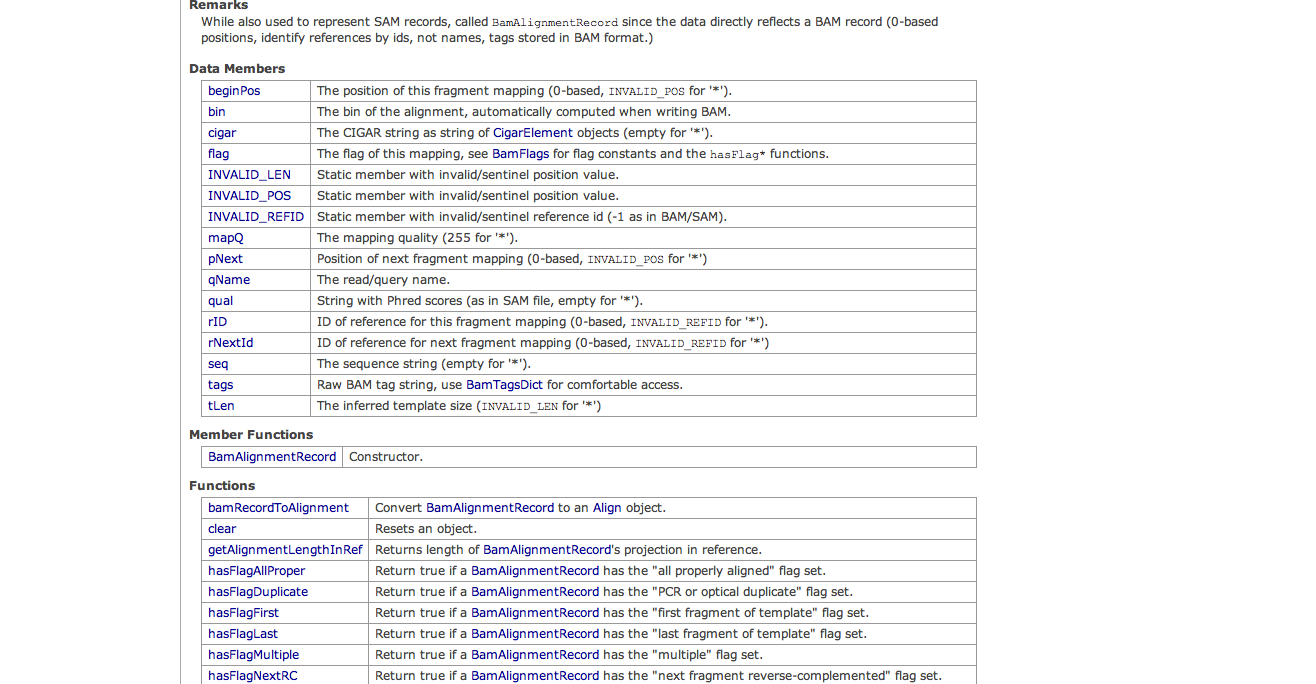 Remarks
While also used to represent SAM records, called BamAlignmentRecord since the data directly reflects a BAM record (0-based
positions, identify references by ids, not names, tags stored in BAM format.)
Data Members
beginPos The position of this fragment mapping (0-based, INVALID_POS for '*').
bin The bin of the alignment, automatically computed when writing BAM.
cigar The CIGAR string as string of CigarElement objects (empty for '*').
flag The flag of this mapping, see BamFlags for flag constants and the hasFlag* functions.
INVALID_LEN Static member with invalid/sentinel position value.
INVALID_POS Static member with invalid/sentinel position value.
INVALID_REFID Static member with invalid/sentinel reference id (-1 as in BAM/SAM).
mapQ The mapping quality (255 for '*').
pNext Position of next fragment mapping (0-based, INVALID_POS for '*')
qName The read/query name.
qual String with Phred scores (as in SAM file, empty for '*').
rID ID of reference for this fragment mapping (0-based, INVALID_REFID for '*').
rNextId ID of reference for next fragment mapping (0-based, INVALID_REFID for '*')
seq The sequence string (empty for '*').
tags Raw BAM tag string, use BamTagsDict for comfortable access.
tLen The inferred template size (INVALID_LEN for '*')
Member Functions
BamAlignmentRecord Constructor.
Functions
bamRecordToAlignment Convert BamAlignmentRecord to an Align object.
clear Resets an object.
getAlignmentLengthInRef Returns length of BamAlignmentRecord's projection in reference.
hasFlagAllProper Return true if a BamAlignmentRecord has the "all properly aligned" flag set.
hasFlagDuplicate Return true if a BamAlignmentRecord has the "PCR or optical duplicate" flag set.
hasFlagFirst Return true if a BamAlignmentRecord has the "first fragment of template" flag set.
hasFlagLast Return true if a BamAlignmentRecord has the "last fragment of template" flag set.
hasFlagMultiple Return true if a BamAlignmentRecord has the "multiple" flag set.
hasFlagNextRC Return true if a BamAlignmentRecord has the "next fragment reverse-complemented" flag set.